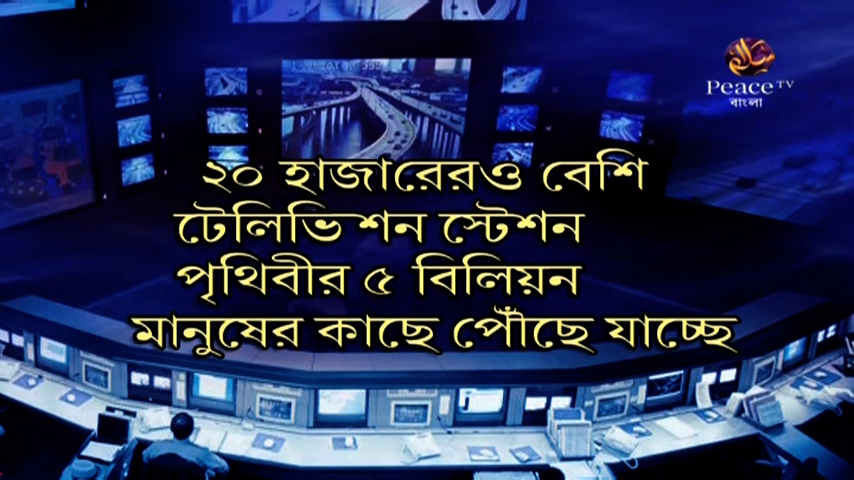 Peace TV
বাংলা
২০ হাজারেরও বেশি
টেলিভিশন স্টেশন
পৃথিবীর ৫ বিলিয়ন
মানুষের কাছে পৌঁছে যাচ্ছে